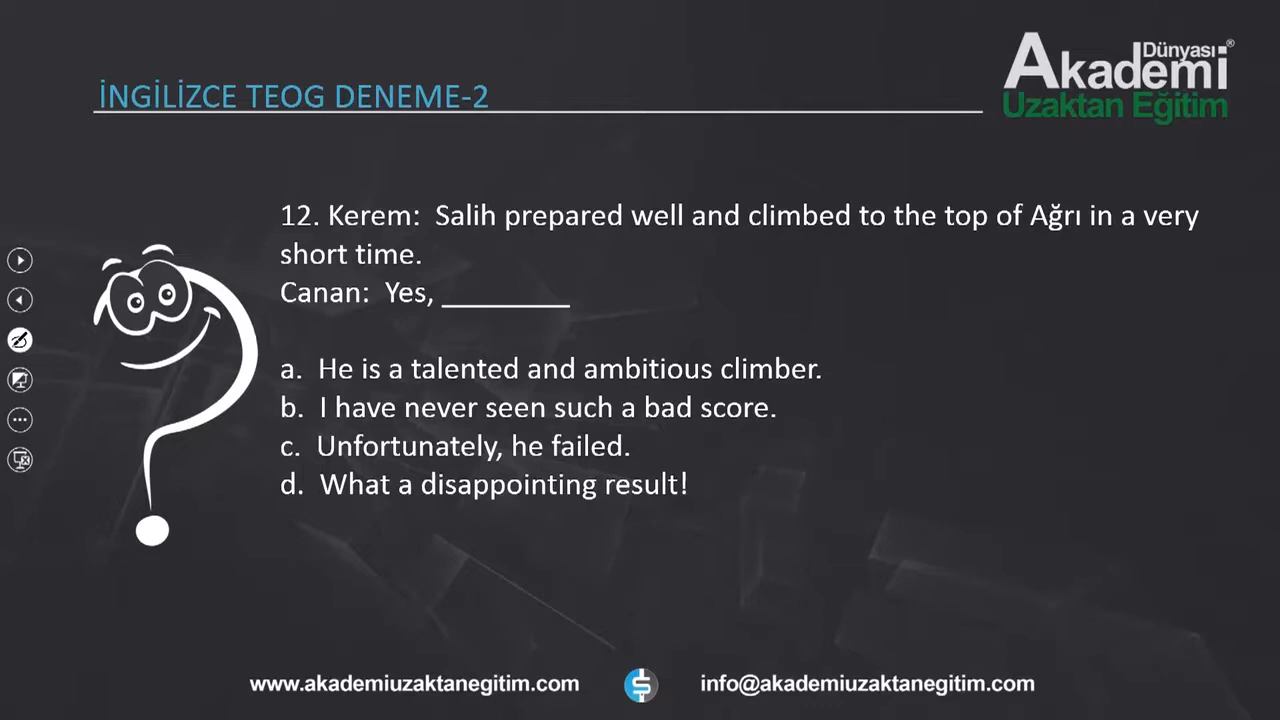 Dünyası®
Akademi
Uzaktan Eğitim
İNGİLİZCE TEOG DENEME-2
12. Kerem: Salih prepared well and climbed to the top of Ağrı in a very
short time.
Canan: Yes, _________
a. He is a talented and ambitious climber.
b. I have never seen such a bad score.
c. Unfortunately, he failed.
d. What a disappointing result!
www.akademiuzaktanegitim.com info@akademiuzaktanegitim.com